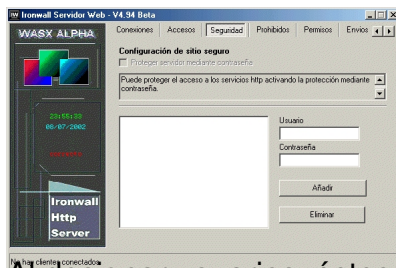 Ironwall Servidor Web - V4.94 Beta
WASX ALPHA
Conexiones Accesos Seguridad Prohibidos Permisos Envios
Configuración de sitio seguro
Proteger servidor mediante contraseña
Puede proteger el acceso a los servicios http activando la protección mediante
contraseña.
23:55:33
08/07/2002
Usuario
Contraseña
Añadir
Eliminar
Ironwall
Http
Server
No hay clientes conectados